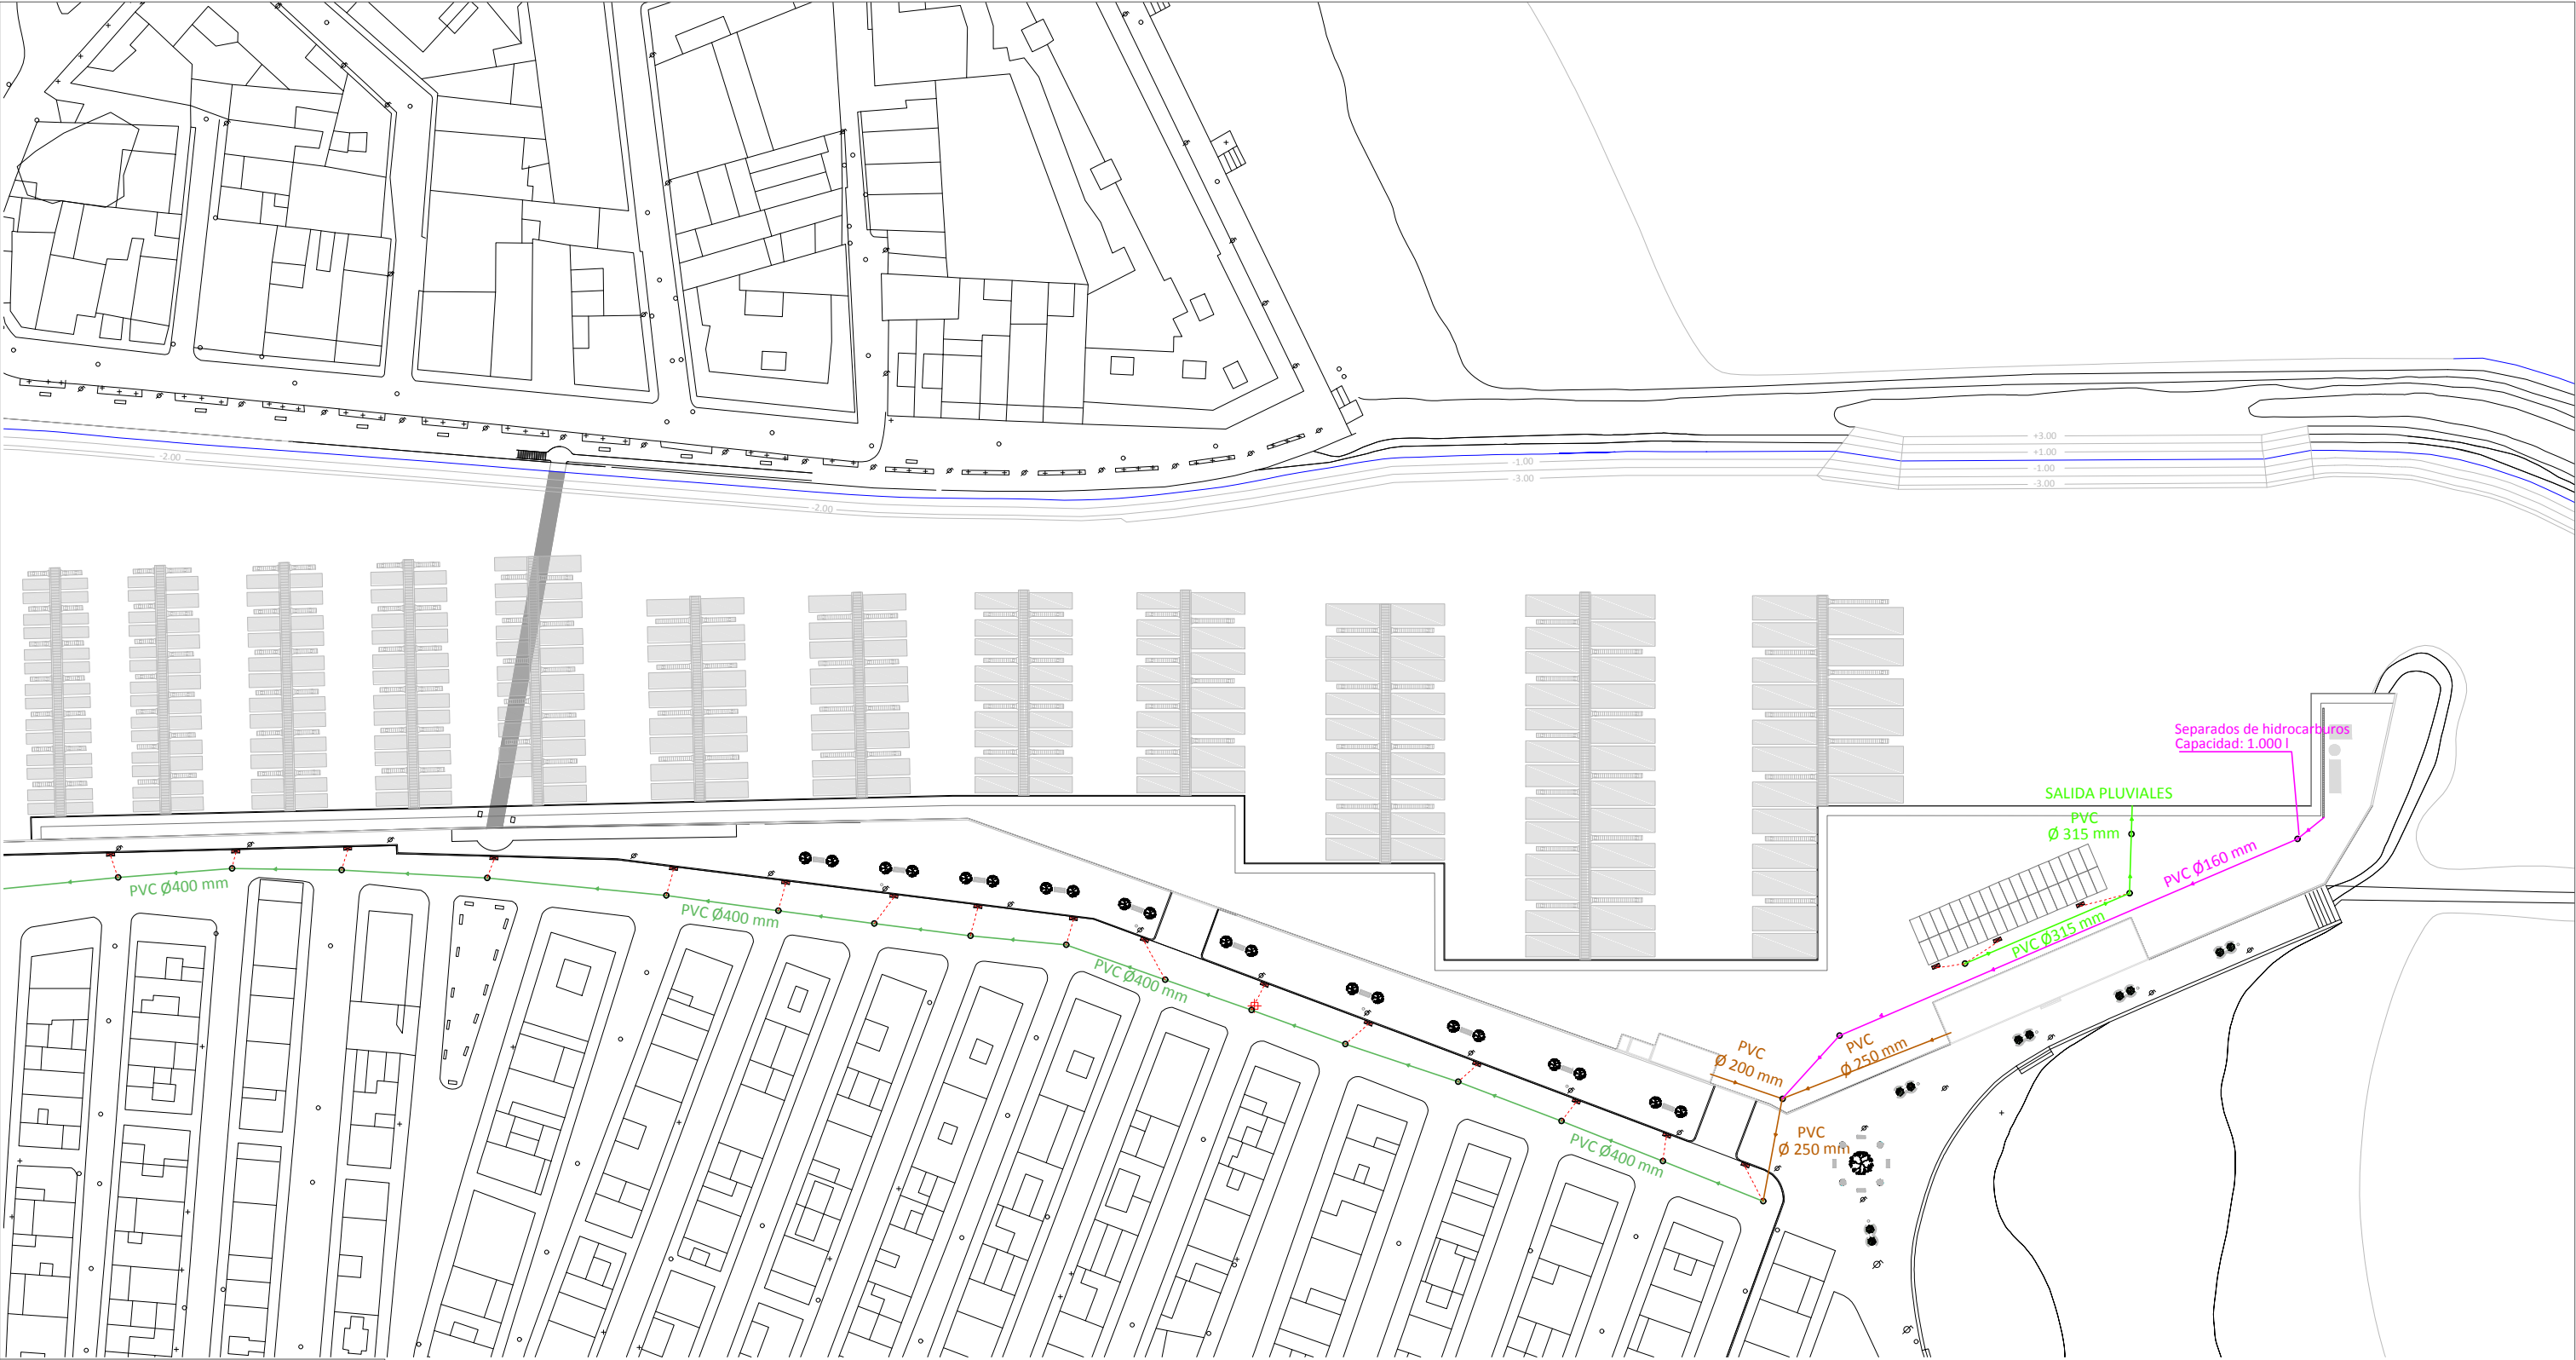 +3.00
+1.00
-1.00
-3.00
-1.00
-3.00
-2.00
-2.00
Separados de hidrocarburos
Capacidad: 1.000 l
SALIDA PLUVIALES
PVC
Ø 315 mm
PVC Ø160 mm
PVC Ø315 mm
PVC Ø400 mm
PVC Ø400 mm
PVC Ø400 mm
PVC
Ø 200 mm
PVC
Ø 250 mm
PVC
Ø 250 mm
PVC Ø400 mm